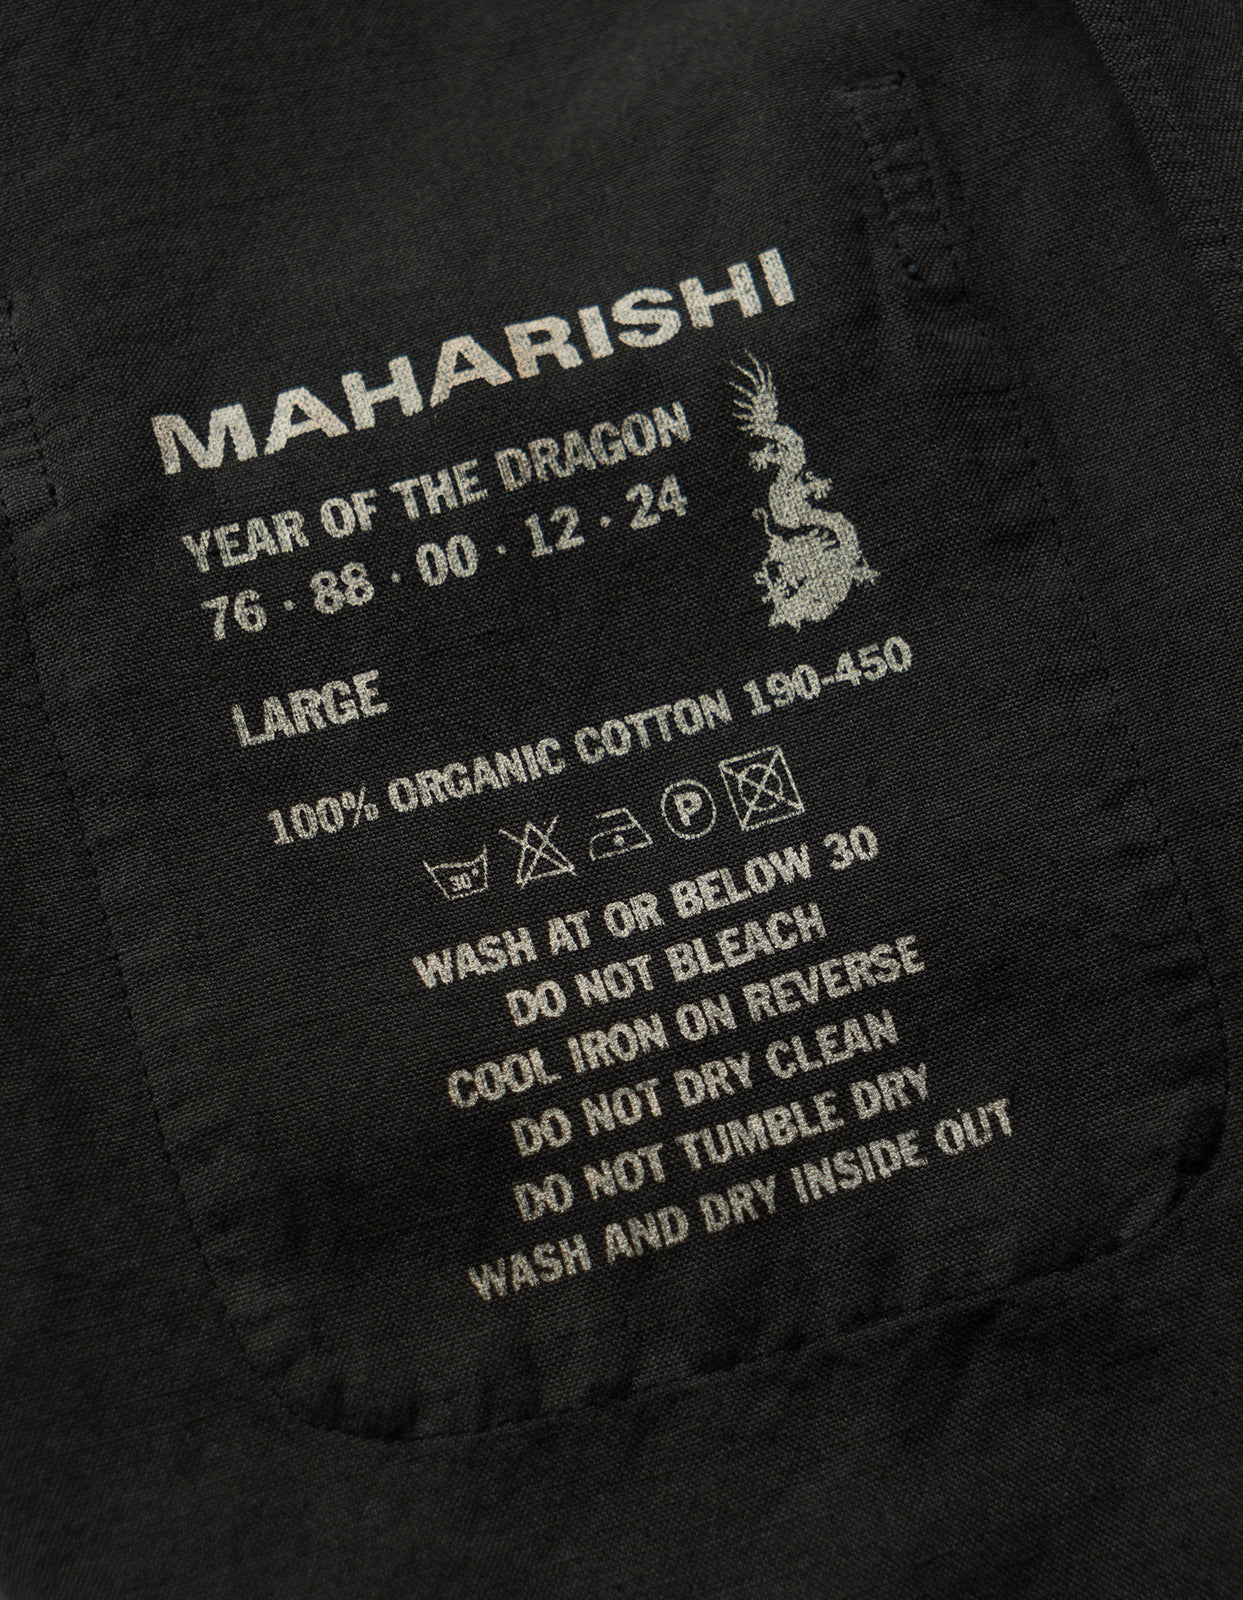 MAHARISHI
YEAR OF THE DRAGON
76 · 88 · 00 · 12 · 24
LARGE
100% ORGANIC COTTON 190-450
30° P
WASH AT OR BELOW 30
DO NOT BLEACH
COOL IRON ON REVERSE
DO NOT DRY CLEAN
DO NOT TUMBLE DRY
WASH AND DRY INSIDE OUT